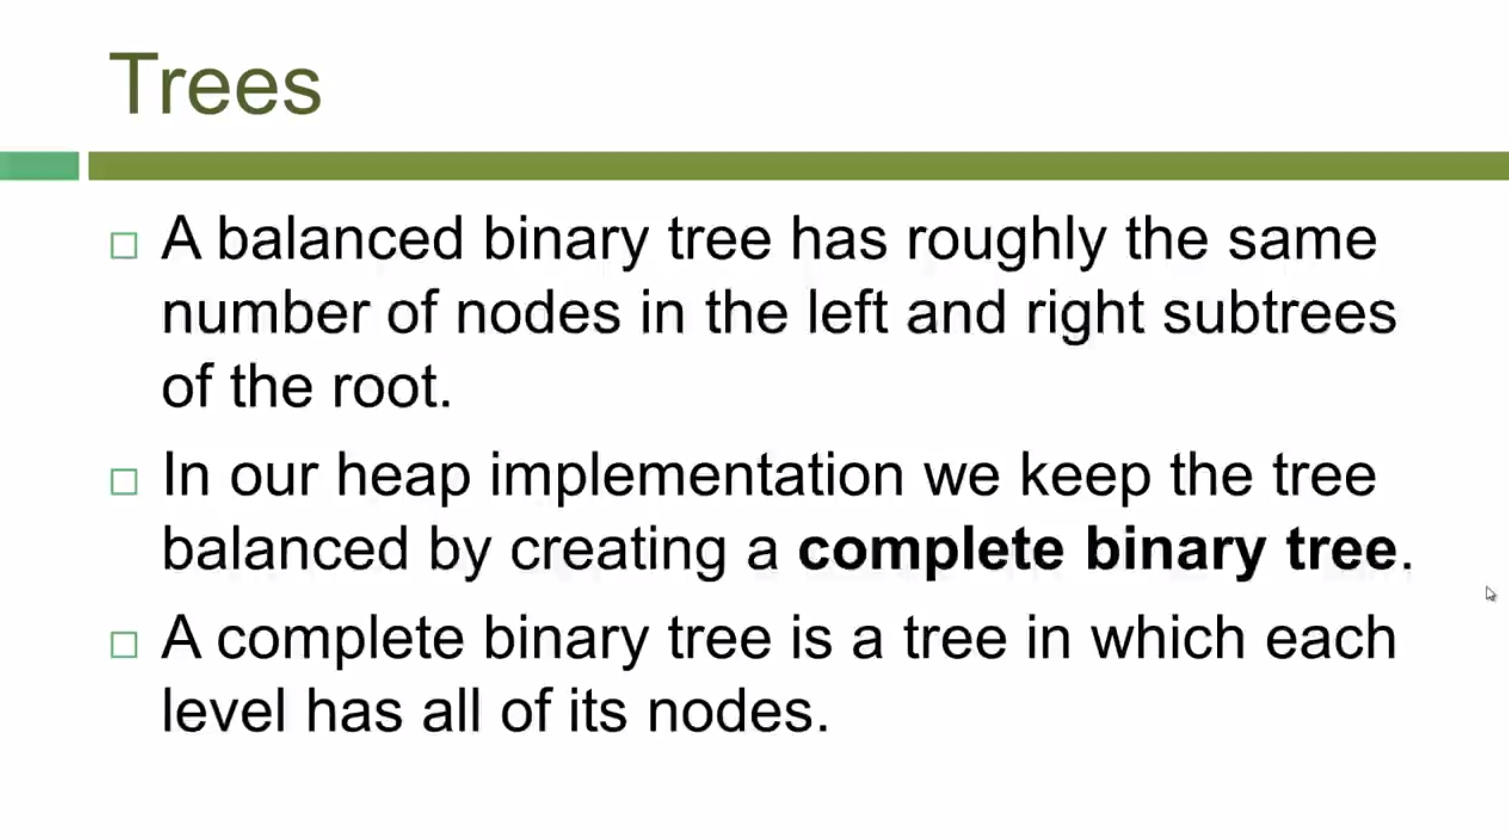 Trees
A balanced binary tree has roughly the same
number of nodes in the left and right subtrees
of the root.
In our heap implementation we keep the tree
balanced by creating a complete binary tree.
A complete binary tree is a tree in which each
level has all of its nodes.